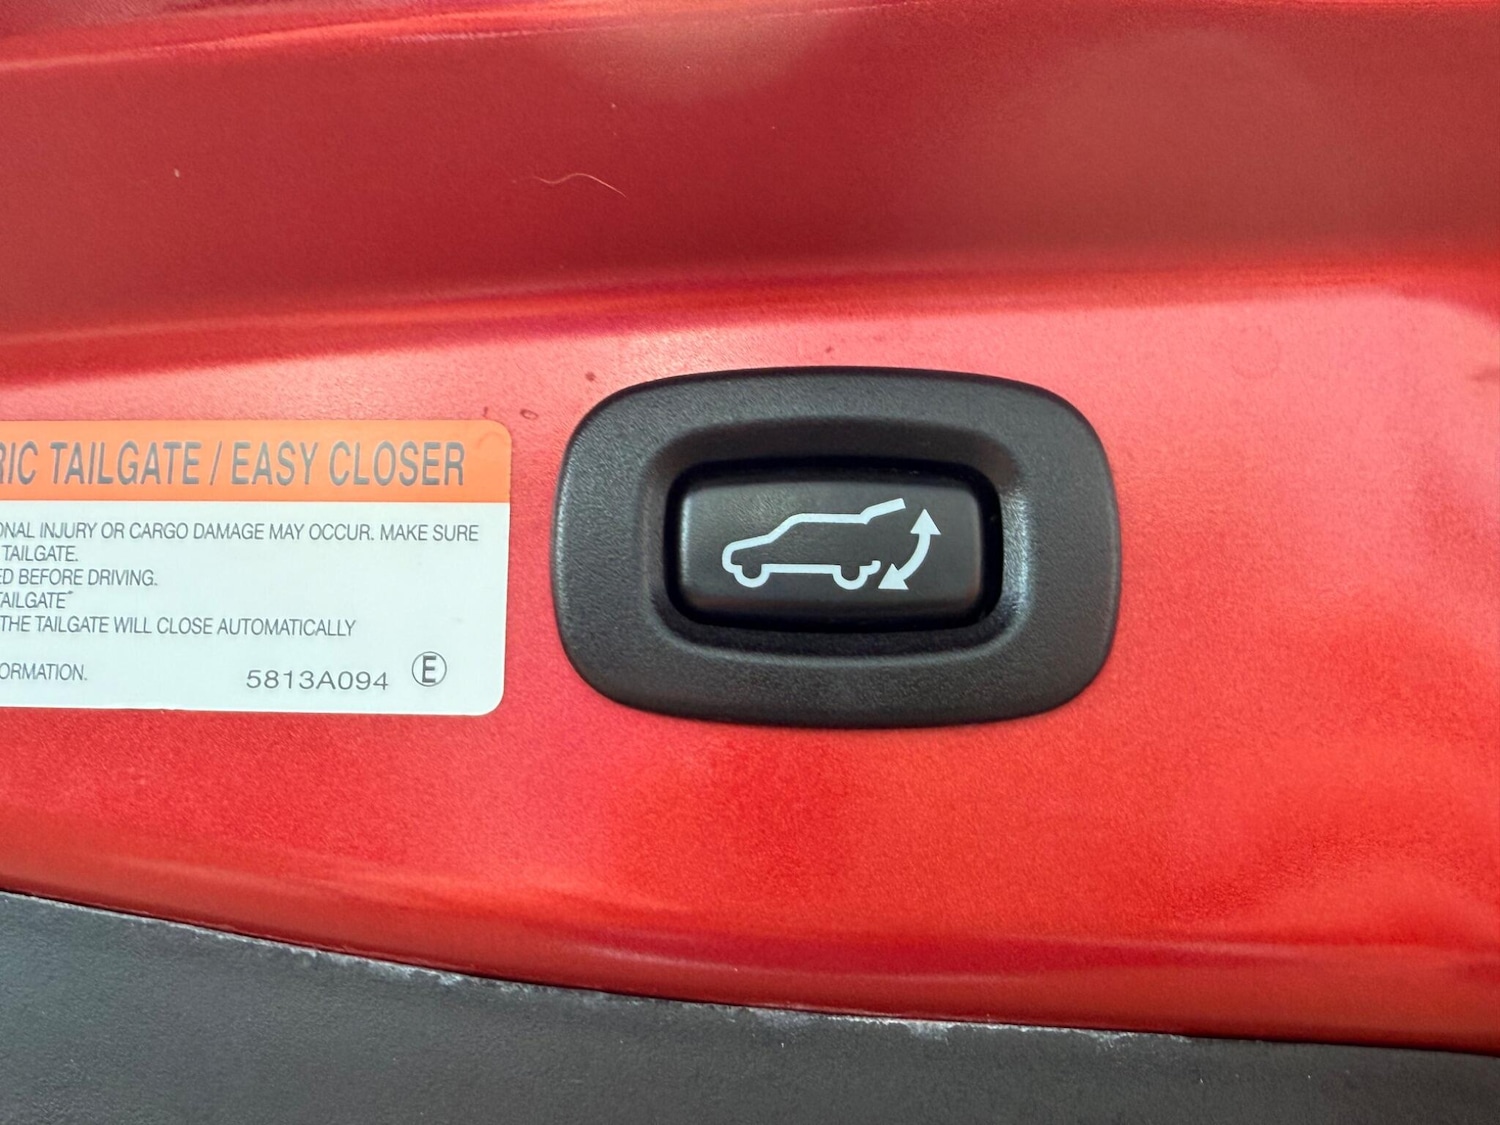 RIC TAILGATE / EASY CLOSER
ONAL INJURY OR CARGO DAMAGE MAY OCCUR. MAKE SURE
TAILGATE.
ED BEFORE DRIVING.
TAILGATE"
THE TAILGATE WILL CLOSE AUTOMATICALLY
ORMATION.
5813A094 E